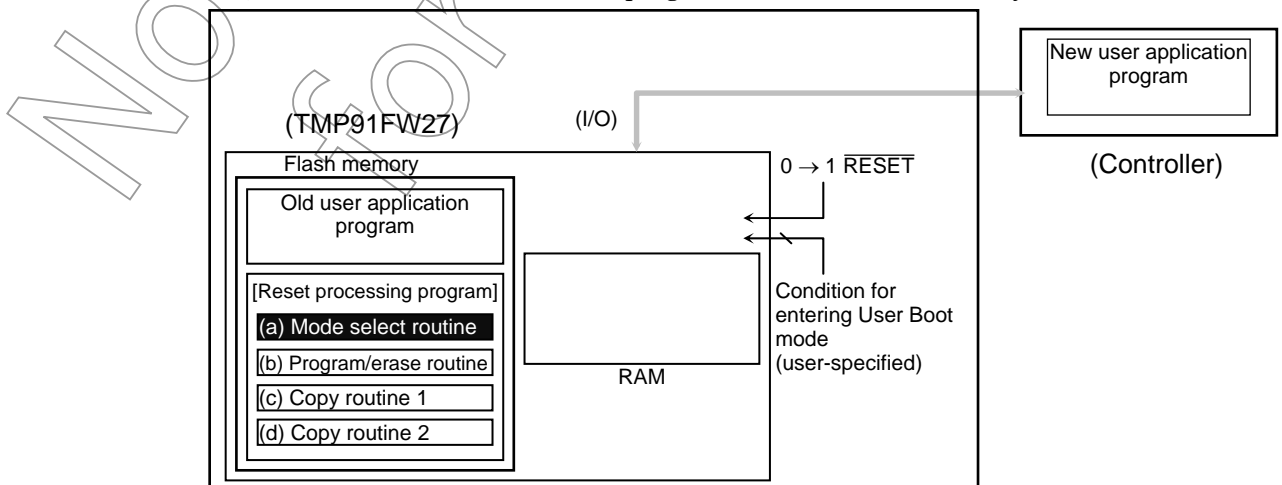 New user application
program
(TMP91FW27)
(I/O)
Flash memory
0 → 1 RESET
(Controller)
Old user application
program
[Reset processing program]
(a) Mode select routine
(b) Program/erase routine
(c) Copy routine 1
(d) Copy routine 2
RAM
Condition for
entering User Boot
mode
(user-specified)